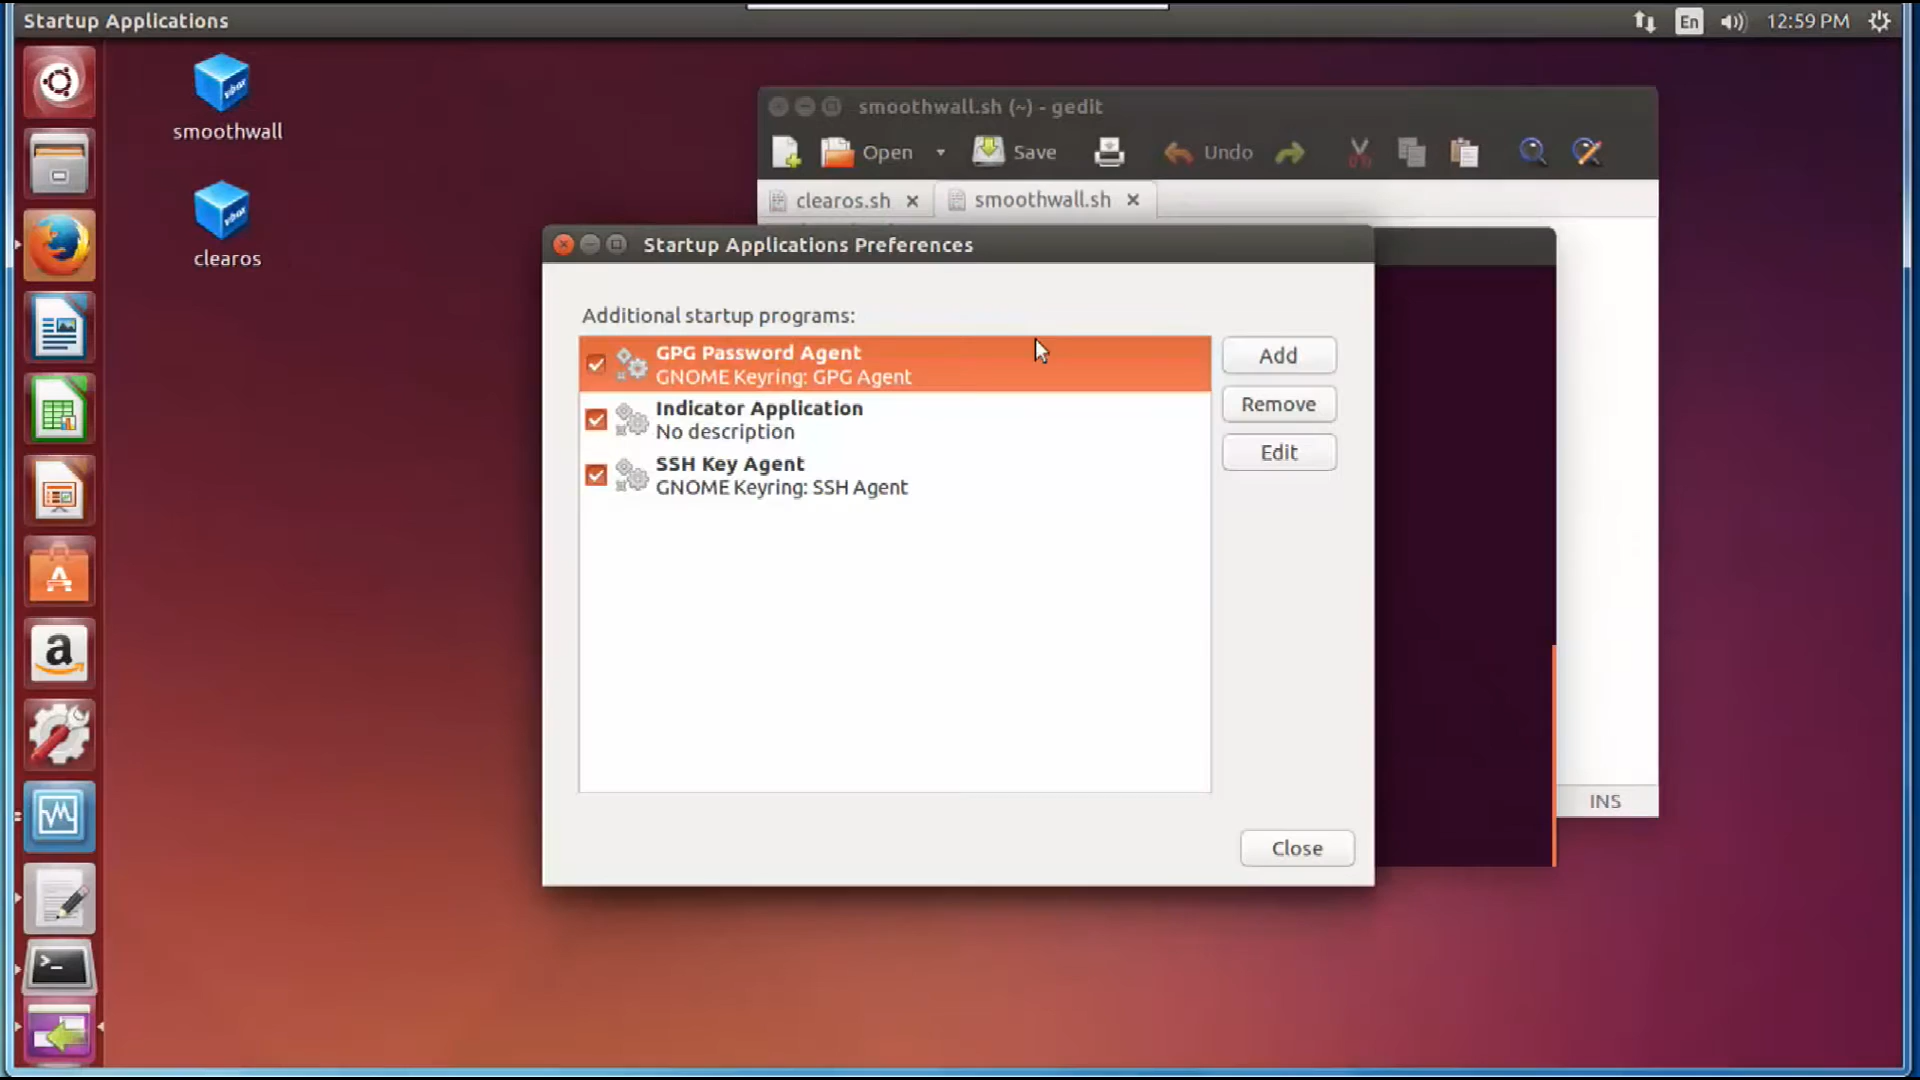 Startup Applications
En
12:59 PM
smoothwall
clearos
smoothwall.sh (~) - gedit
Open
Save
Undo
clearos.sh
smoothwall.sh
Startup Applications Preferences
Additional startup programs:
GPG Password Agent
GNOME Keyring: GPG Agent
Indicator Application
No description
SSH Key Agent
GNOME Keyring: SSH Agent
Add
Remove
Edit
Close
INS